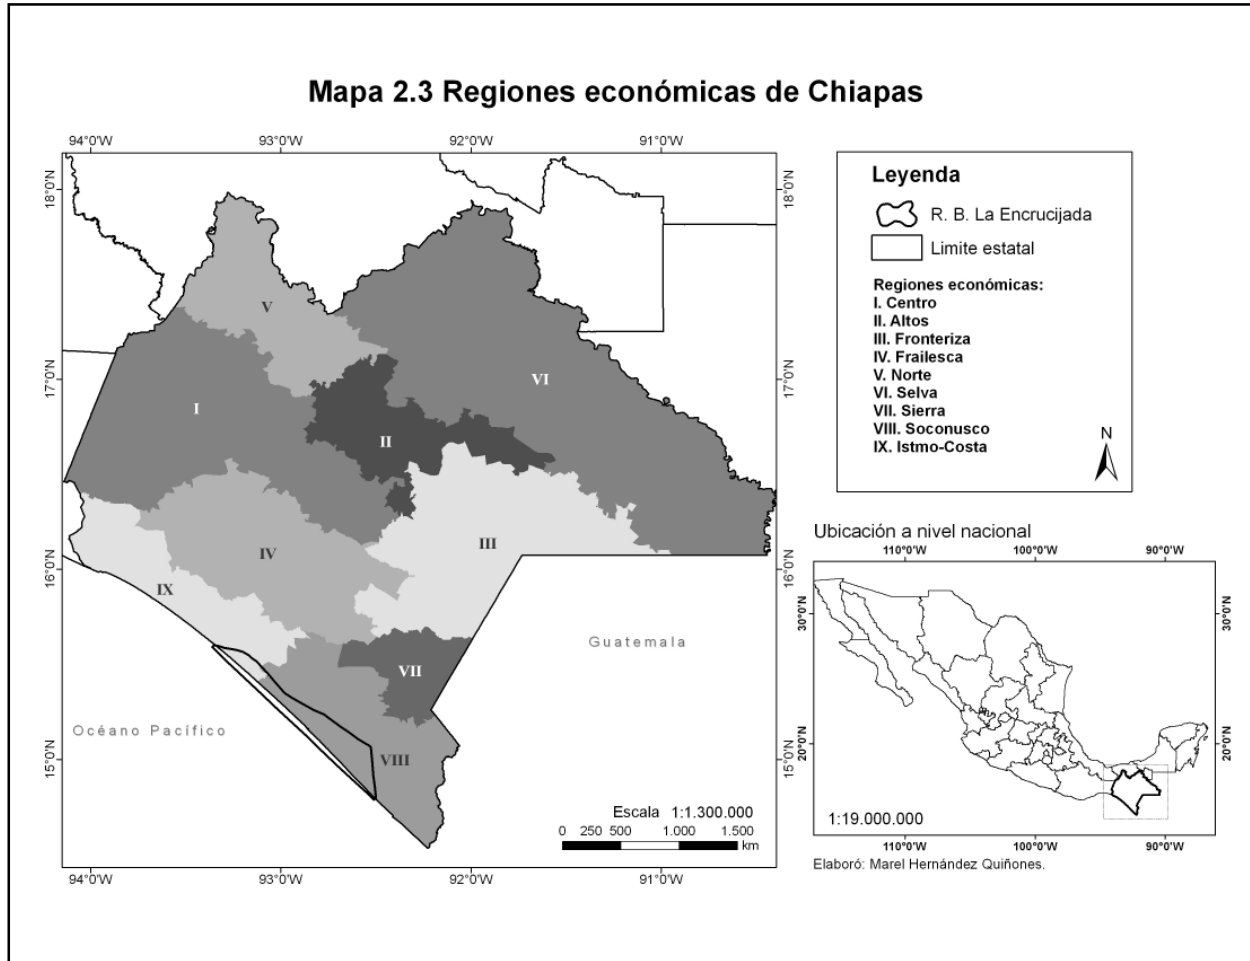 Mapa 2.3 Regiones económicas de Chiapas
94°0'W 93°0'W 92°0'W 91°0'W
18°0'N 18°0'N
17°0'N 17°0'N
16°0'N 16°0'N
15°0'N 15°0'N
V
VI
I
II
III
IV
IX
VII
VIII
Guatemala
Océano Pacífico
Escala 1:1.300.000
0 250 500 1.000 1.500
km
94°0'W 93°0'W 92°0'W 91°0'W
Leyenda
R. B. La Encrucijada
Limite estatal
Regiones económicas:
I. Centro
II. Altos
III. Fronteriza
IV. Frailesca
V. Norte
VI. Selva
VII. Sierra
VIII. Soconusco
IX. Istmo-Costa
N
Ubicación a nivel nacional
110°0'W 100°0'W 90°0'W
30°0'N 30°0'N
20°0'N 20°0'N
1:19.000.000
110°0'W 100°0'W 90°0'W
Elaboró: Marel Hernández Quiñones.